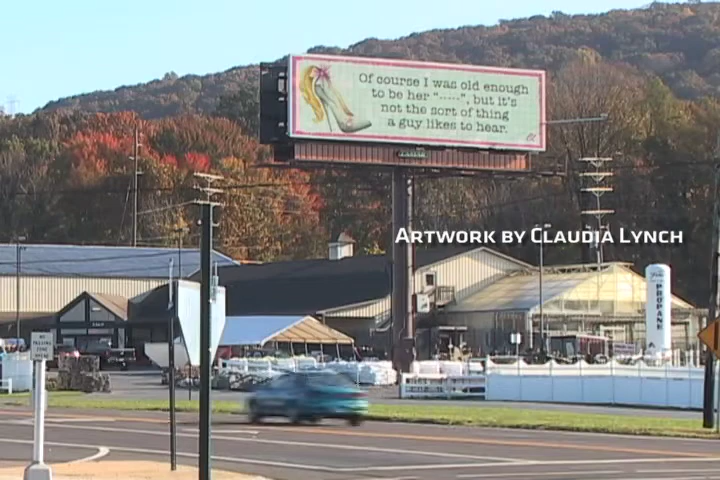 Of course I was old enough
to be her "-----", but it's
not the sort of thing
a guy likes to hear.
Artwork by Claudia Lynch
PROPANE